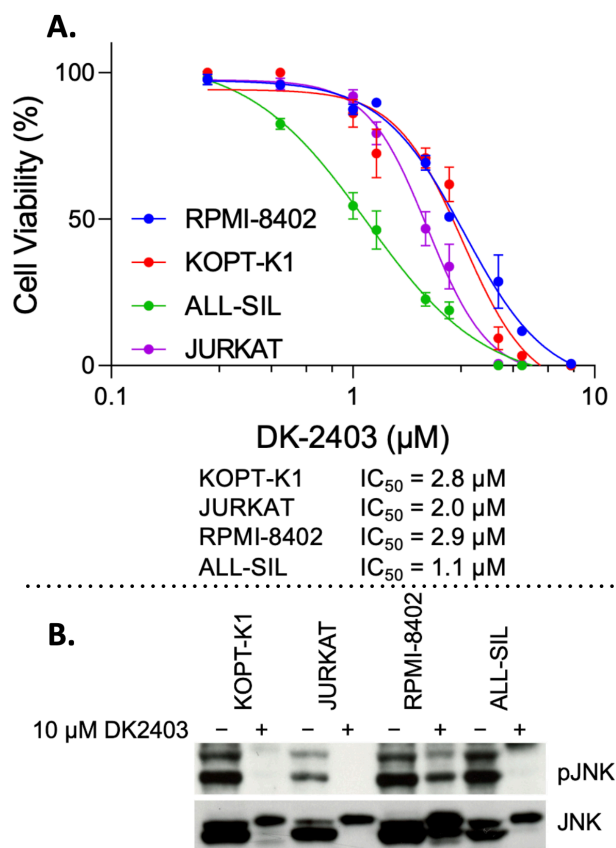 A.
Cell Viability (%)
100
50
0
RPMI-8402
KOPT-K1
ALL-SIL
JURKAT
0.1 1 10
DK-2403 (µM)
KOPT-K1 IC50 = 2.8 µM
JURKAT IC50 = 2.0 µM
RPMI-8402 IC50 = 2.9 µM
ALL-SIL IC50 = 1.1 µM
B.
KOPT-K1 JURKAT RPMI-8402 ALL-SIL
10 µM DK2403 – + – + – + – +
pJNK
JNK